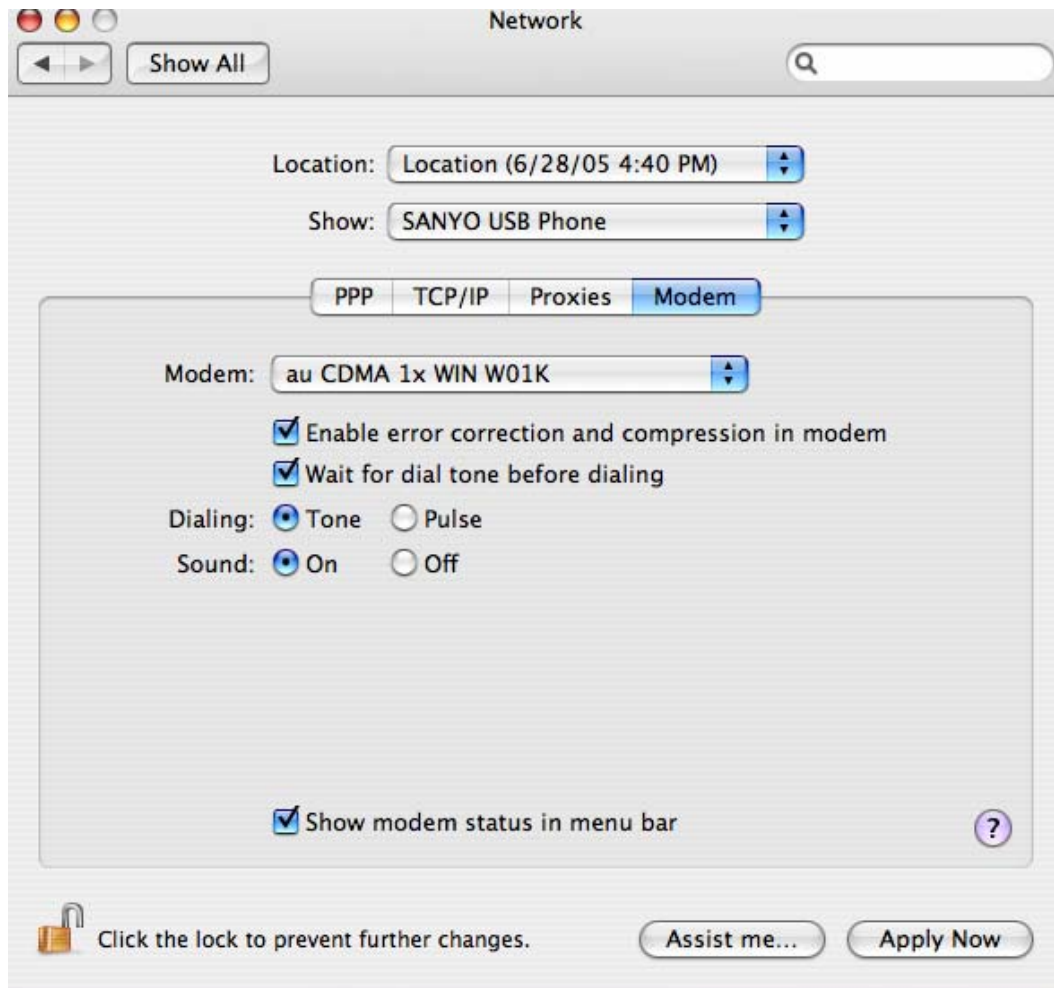 Network
Show All
Location: Location (6/28/05 4:40 PM)
Show: SANYO USB Phone
PPP TCP/IP Proxies Modem
Modem: au CDMA 1x WIN W01K
Enable error correction and compression in modem
Wait for dial tone before dialing
Dialing: Tone Pulse
Sound: On Off
Show modem status in menu bar
?
Click the lock to prevent further changes. Assist me... Apply Now